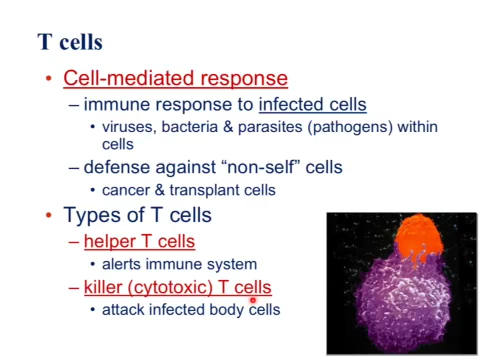 T cells
• Cell-mediated response
– immune response to infected cells
• viruses, bacteria & parasites (pathogens) within
cells
– defense against “non-self” cells
• cancer & transplant cells
• Types of T cells
– helper T cells
• alerts immune system
– killer (cytotoxic) T cells
• attack infected body cells